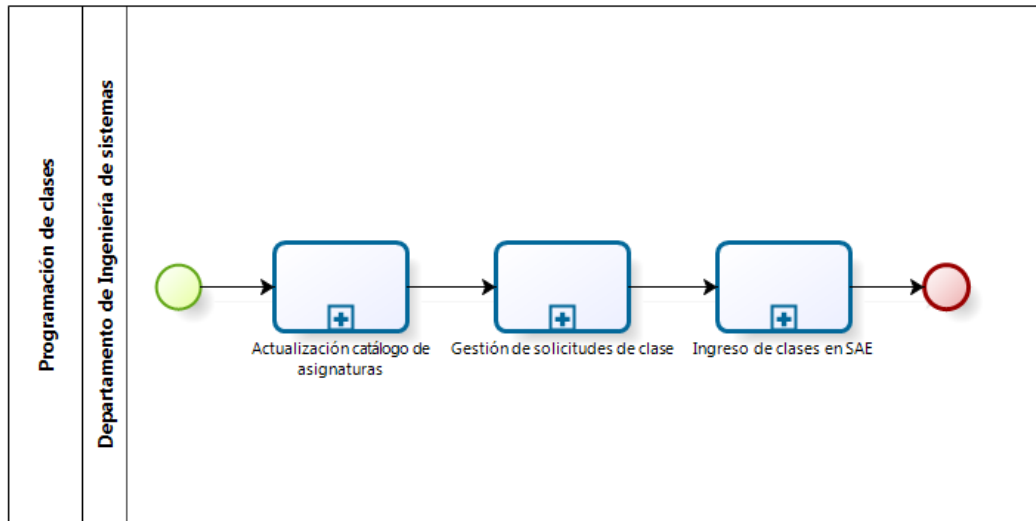 Programación de clases
Departamento de Ingeniería de sistemas
Actualización catálogo de
asignaturas
Gestión de solicitudes de clase
Ingreso de clases en SAE